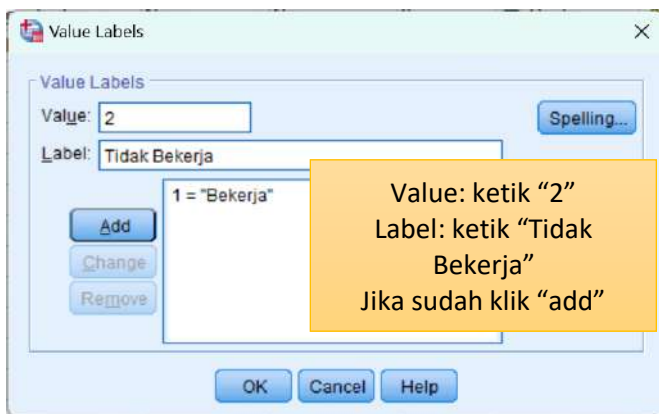 Value Labels
Value Labels
Value: 2
Spelling...
Label: Tidak Bekerja
1 = "Bekerja"
Add
Change
Remove
Value: ketik “2”
Label: ketik “Tidak
Bekerja”
Jika sudah klik “add”
OK Cancel Help